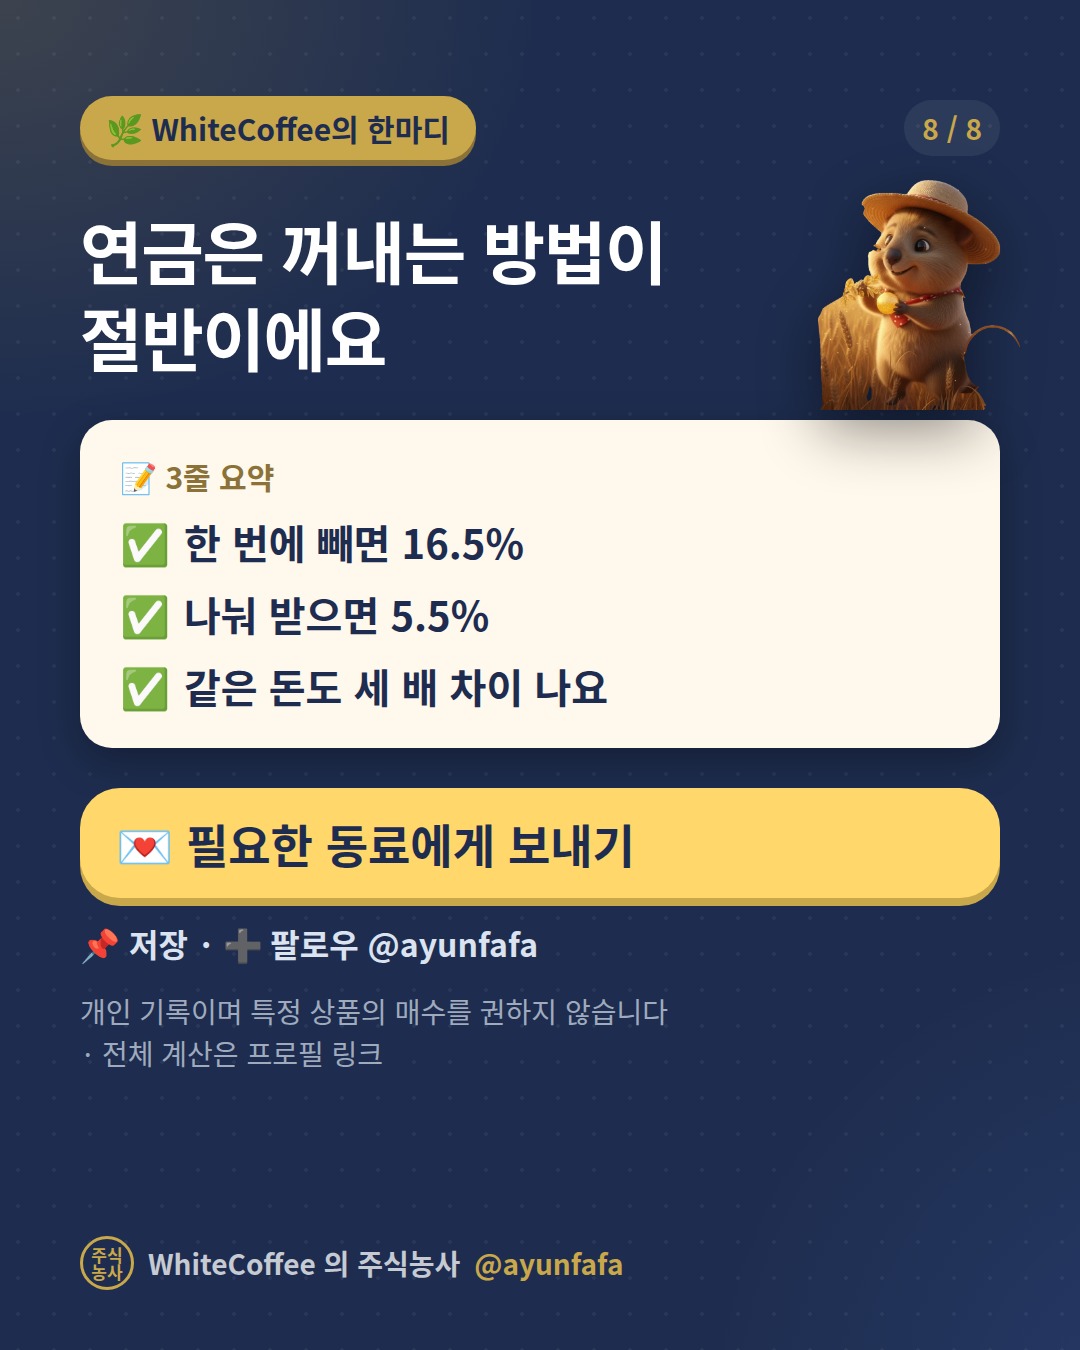 🌿 WhiteCoffee의 한마디
8 / 8
연금은 꺼내는 방법이
절반이에요
📝 3줄 요약
✅ 한 번에 빼면 16.5%
✅ 나눠 받으면 5.5%
✅ 같은 돈도 세 배 차이 나요
💌 필요한 동료에게 보내기
📌 저장 · ➕ 팔로우 @ayunfafa
개인 기록이며 특정 상품의 매수를 권하지 않습니다
· 전체 계산은 프로필 링크
주식
농사
WhiteCoffee 의 주식농사 @ayunfafa